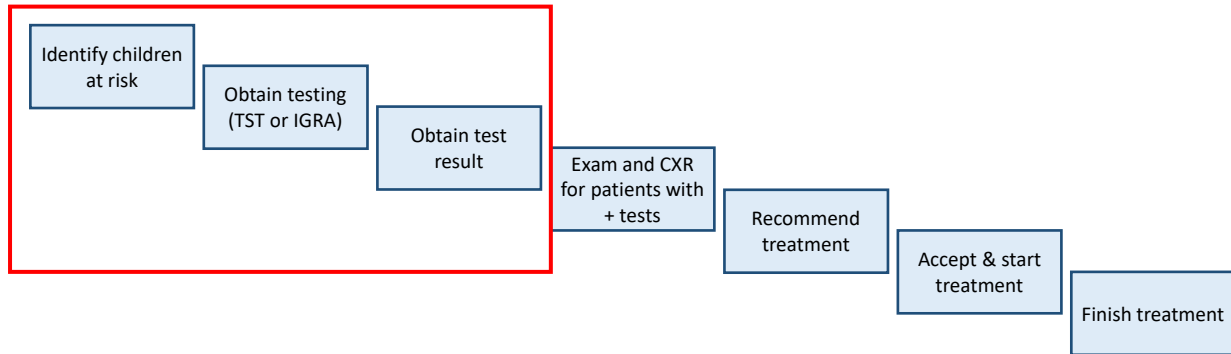 Identify children
at risk
Obtain testing
(TST or IGRA)
Obtain test
result
Exam and CXR
for patients with
+ tests
Recommend
treatment
Accept & start
treatment
Finish treatment